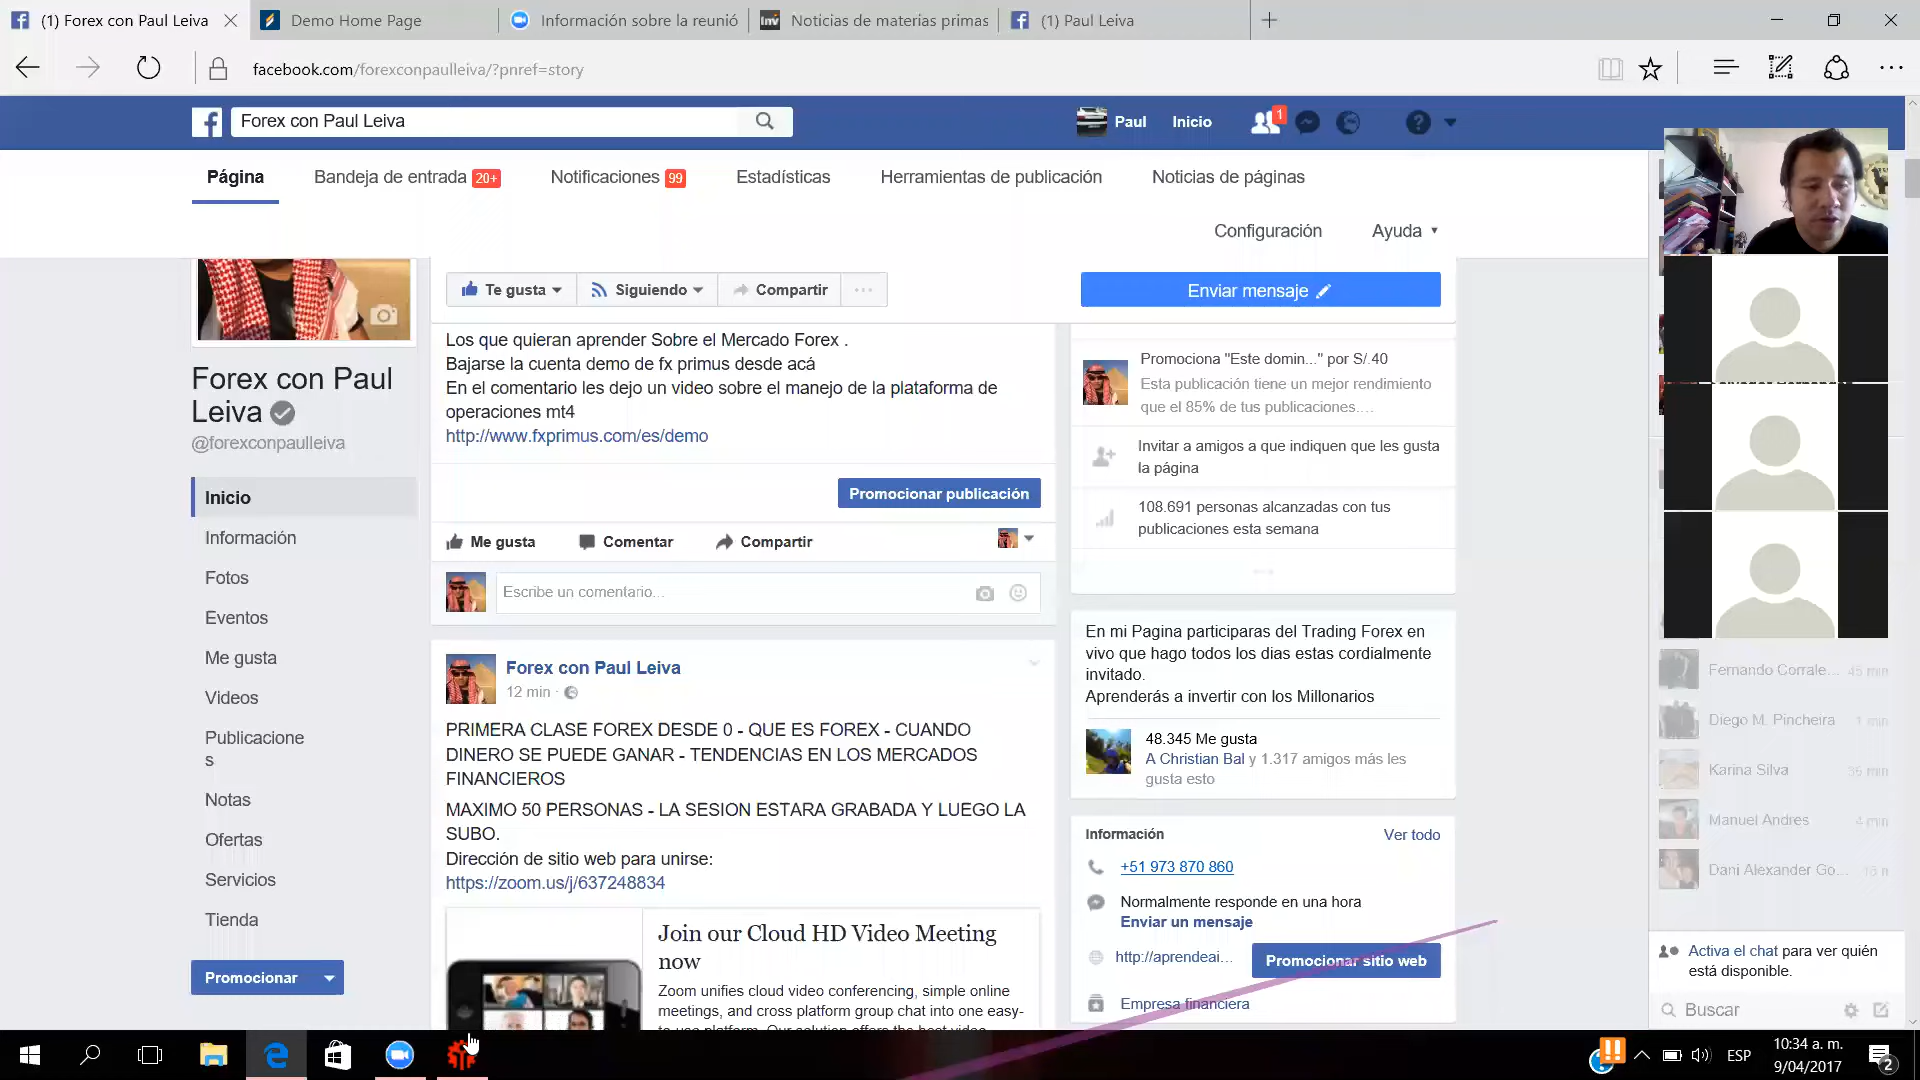 (1) Forex con Paul Leiva
Demo Home Page
Información sobre la reunió
Noticias de materias primas
(1) Paul Leiva
facebook.com/forexconpaulleiva/?pnref=story
Forex con Paul Leiva
Paul
Inicio
1
Página
Bandeja de entrada 20+
Notificaciones 99
Estadísticas
Herramientas de publicación
Noticias de páginas
Configuración
Ayuda
Te gusta
Siguiendo
Compartir
Enviar mensaje
Forex con Paul
Leiva
@forexconpaulleiva
Inicio
Información
Fotos
Eventos
Me gusta
Videos
Publicacione
s
Notas
Ofertas
Servicios
Tienda
Promocionar
Los que quieran aprender Sobre el Mercado Forex .
Bajarse la cuenta demo de fx primus desde acá
En el comentario les dejo un video sobre el manejo de la plataforma de
operaciones mt4
http://www.fxprimus.com/es/demo
Promocionar publicación
Me gusta
Comentar
Compartir
Escribe un comentario...
Forex con Paul Leiva
12 min ·
PRIMERA CLASE FOREX DESDE 0 - QUE ES FOREX - CUANDO
DINERO SE PUEDE GANAR - TENDENCIAS EN LOS MERCADOS
FINANCIEROS
MAXIMO 50 PERSONAS - LA SESION ESTARA GRABADA Y LUEGO LA
SUBO.
Dirección de sitio web para unirse:
https://zoom.us/j/637248834
Join our Cloud HD Video Meeting
now
Zoom unifies cloud video conferencing, simple online
meetings, and cross platform group chat into one easy-
Promociona "Este domin..." por S/.40
Esta publicación tiene un mejor rendimiento
que el 85% de tus publicaciones....
Invitar a amigos a que indiquen que les gusta
la página
108.691 personas alcanzadas con tus
publicaciones esta semana
En mi Pagina participaras del Trading Forex en
vivo que hago todos los dias estas cordialmente
invitado.
Aprenderás a invertir con los Millonarios
48.345 Me gusta
A Christian Bal y 1.317 amigos más les
gusta esto
Información
Ver todo
+51 973 870 860
Normalmente responde en una hora
Enviar un mensaje
http://aprendeai...
Promocionar sitio web
Empresa financiera
Fernando Corrale... 45 min
Diego M. Pincheira 1 min
Karina Silva
Manuel Andres 4 min
Dani Alexander Go...
Activa el chat para ver quién
está disponible.
Buscar
ESP
10:34 a. m.
9/04/2017
2